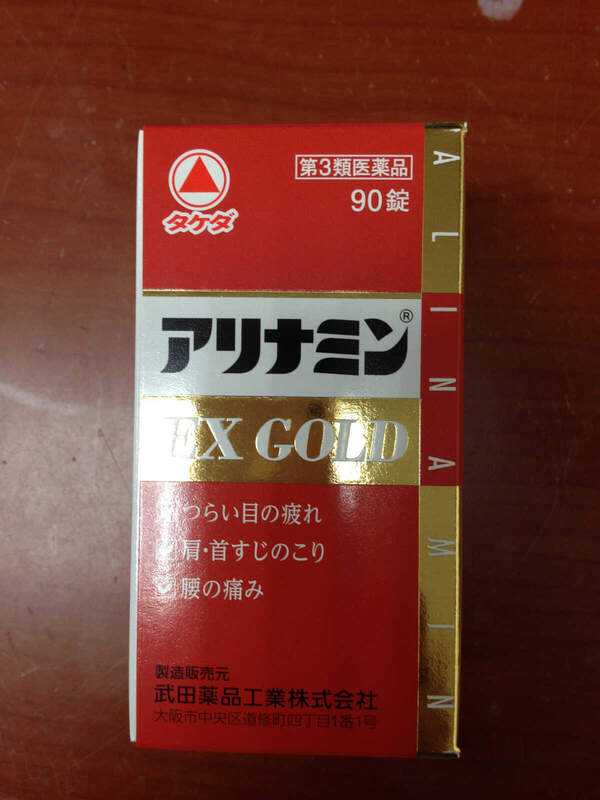 第3類医薬品
タケダ
90錠
アリナミン®
EX GOLD
つらい目の疲れ
肩・首すじのこり
腰の痛み
製造販売元
武田薬品工業株式会社
大阪市中央区道修町四丁目1番1号
ALINAMIN